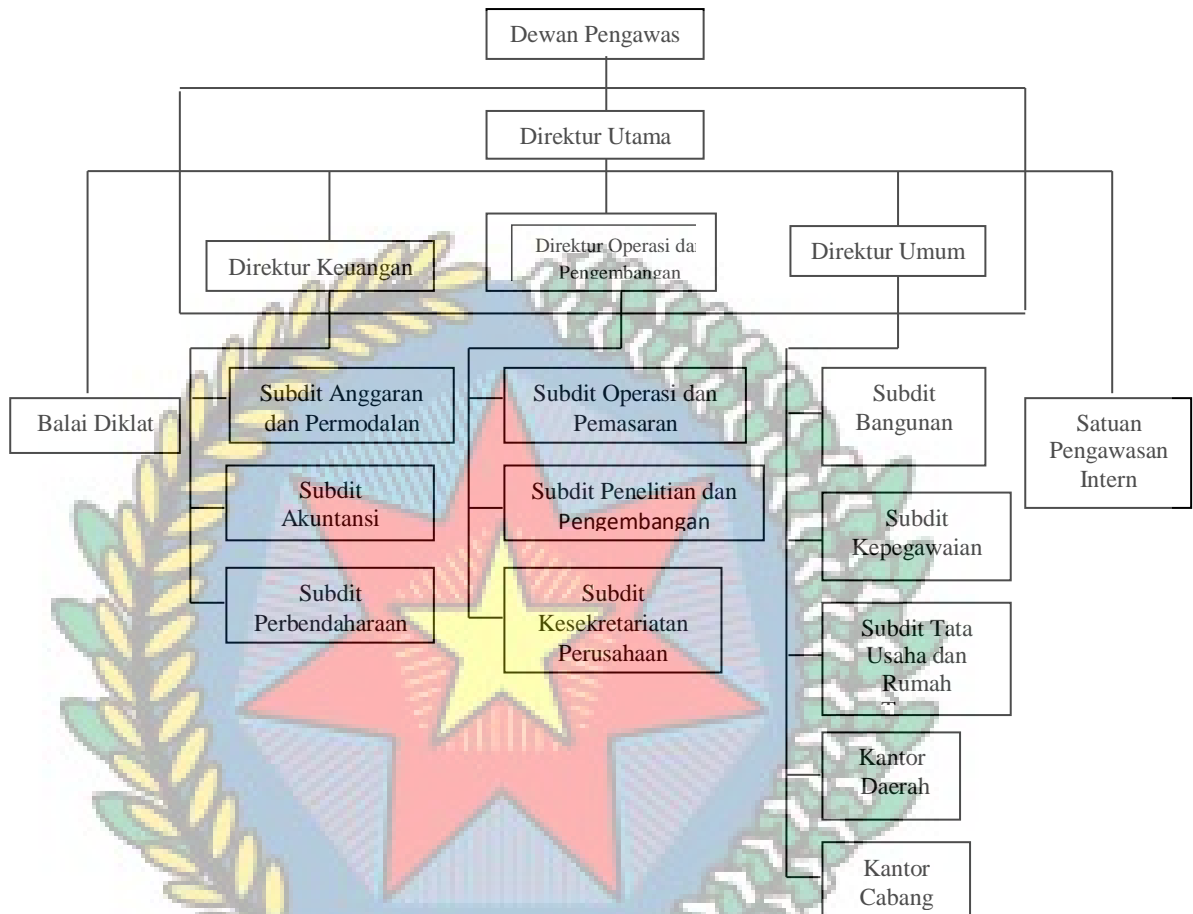 Dewan Pengawas
Direktur Utama
Direktur Keuangan
Direktur Operasi
Pengembangan
Direktur Umum
Balai Diklat
Subdit Anggaran
dan Permodalan
Subdit
Akuntansi
Subdit
Perbendaharaan
Subdit Operasi dan
Pemasaran
Subdit Penelitian dan
Pengembangan
Subdit
Kesekretariatan
Perusahaan
Subdit
Bangunan
Subdit
Kepegawaian
Subdit Tata
Usaha dan
Rumah
Kantor
Daerah
Kantor
Cabang
Satuan
Pengawasan
Intern